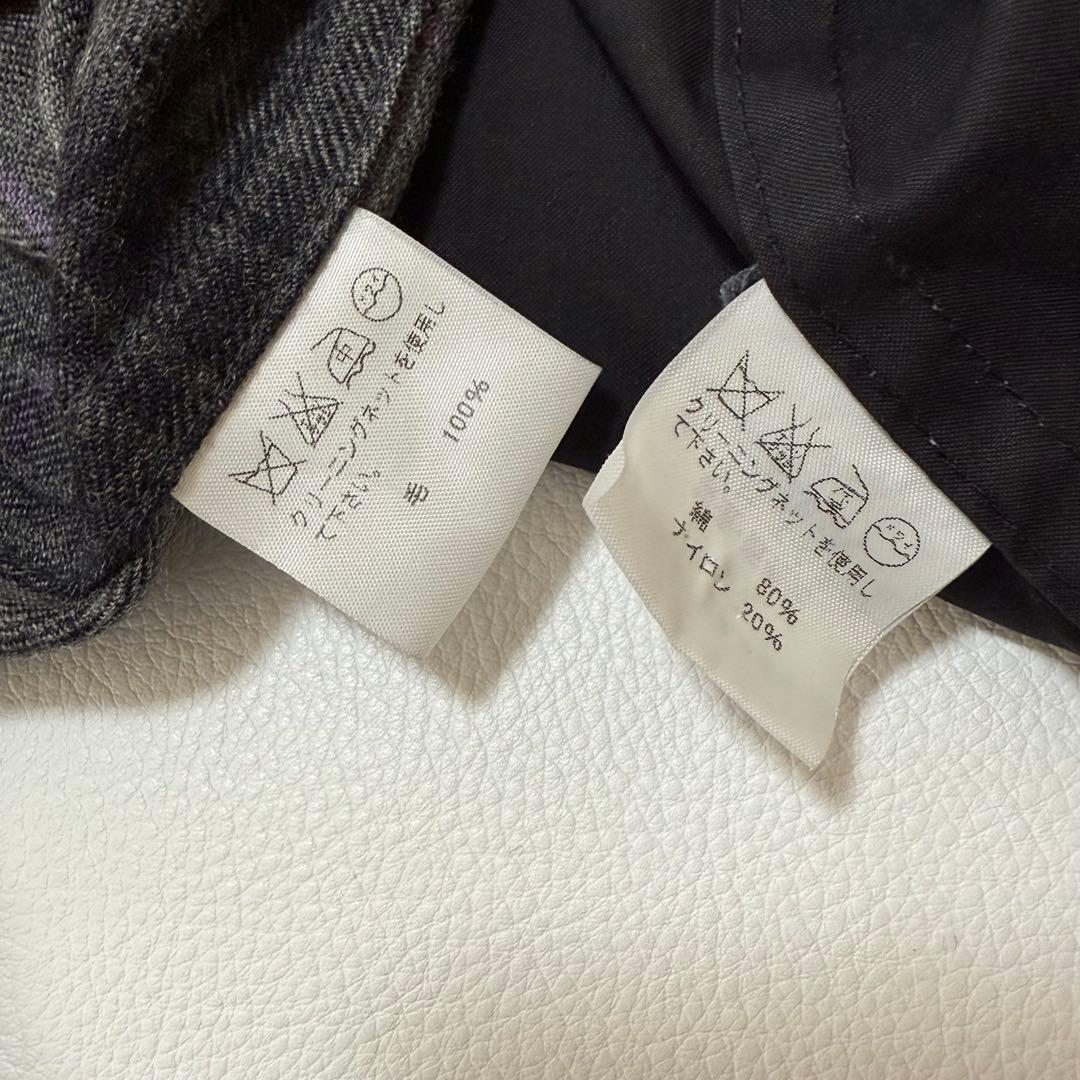 中
クリーニングネットを使用し
て下さい。
毛 100%
クリーニングネットを使用し
て下さい。
綿 80%
ナイロン 20%